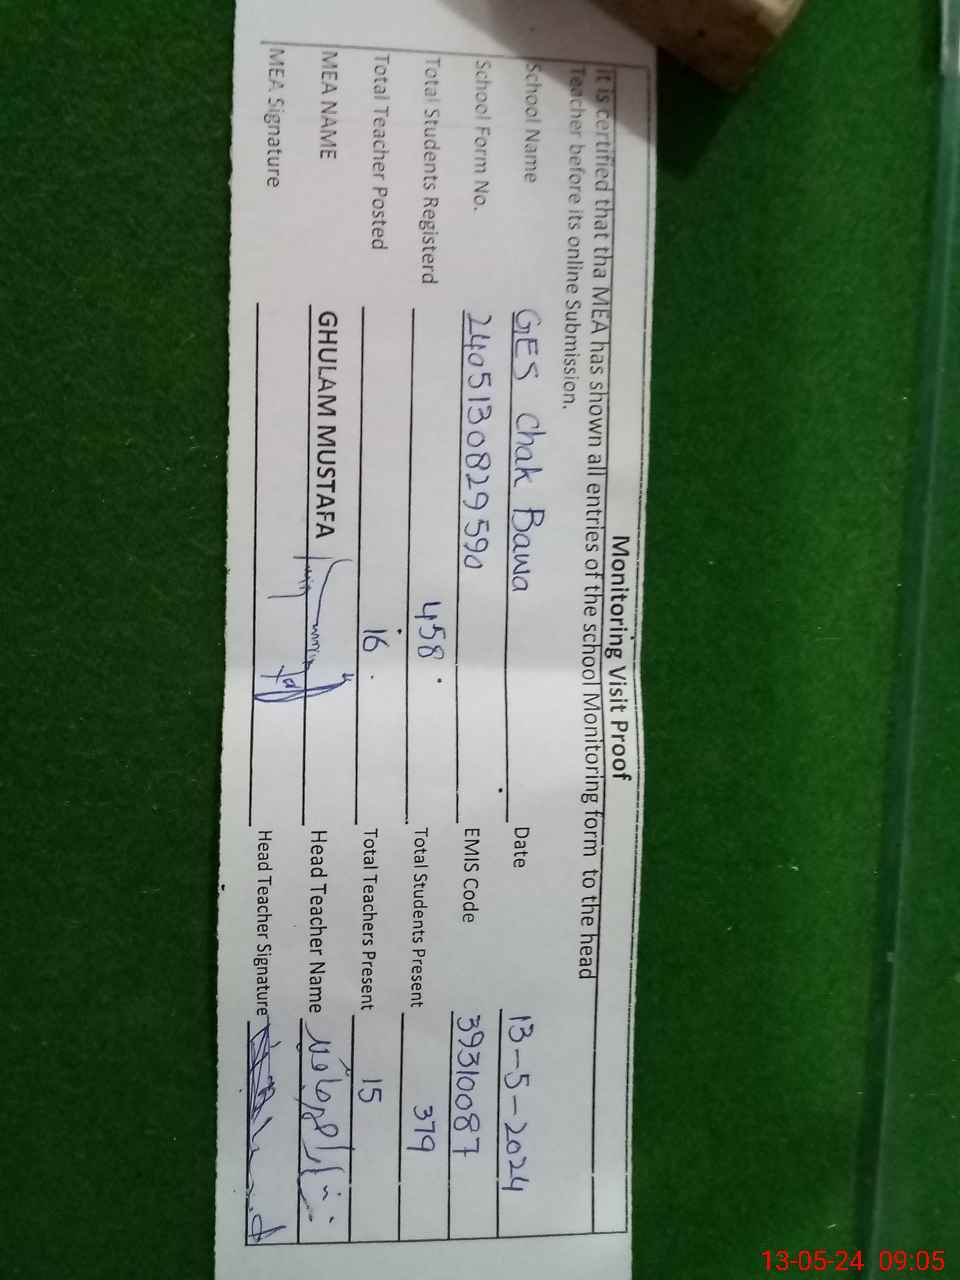 Monitoring Visit Proof
It is certified that tha MEA has shown all entries of the school Monitoring form to the head
Teacher before its online Submission.
School Name GES Chak Bawa Date 13-5-2024
School Form No. 2405130829590 EMIS Code 39310087
Total Students Registerd 458 Total Students Present 379
Total Teacher Posted 16 Total Teachers Present 15
MEA NAME GHULAM MUSTAFA Head Teacher Name
MEA Signature Head Teacher Signature
13-05-24 09:05